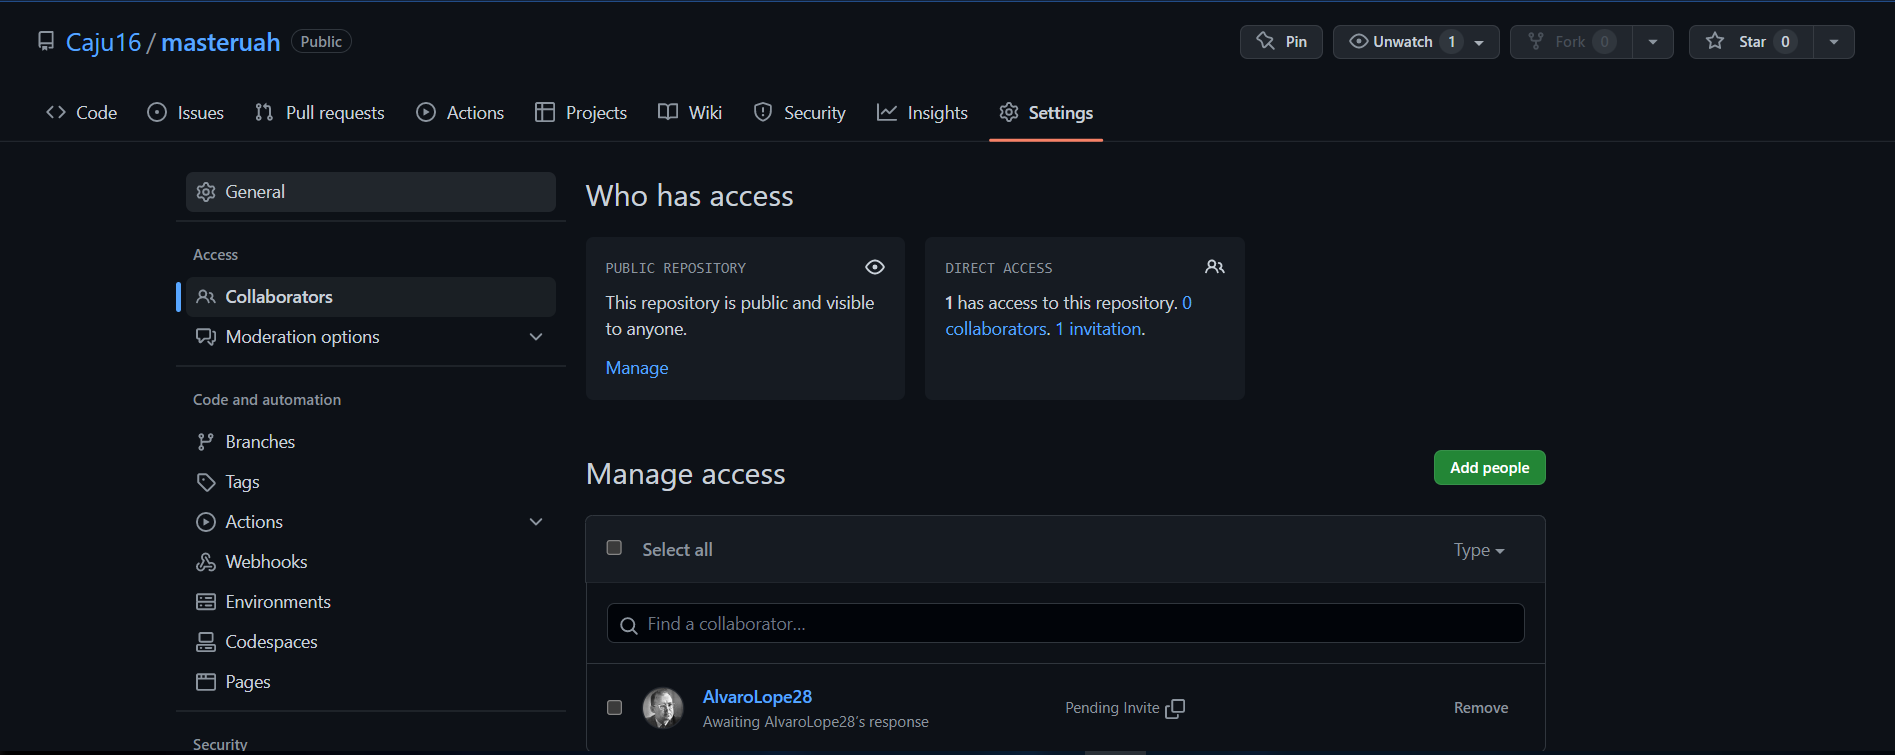 Caju16 / masteruah Public
Pin
Unwatch 1
Fork 0
Star 0
Code
Issues
Pull requests
Actions
Projects
Wiki
Security
Insights
Settings
General
Access
Collaborators
Moderation options
Code and automation
Branches
Tags
Actions
Webhooks
Environments
Codespaces
Pages
Security
Who has access
PUBLIC REPOSITORY
This repository is public and visible
to anyone.
Manage
DIRECT ACCESS
1 has access to this repository. 0
collaborators. 1 invitation.
Manage access
Add people
Select all
Type
Find a collaborator...
AlvaroLope28
Awaiting AlvaroLope28's response
Pending Invite
Remove